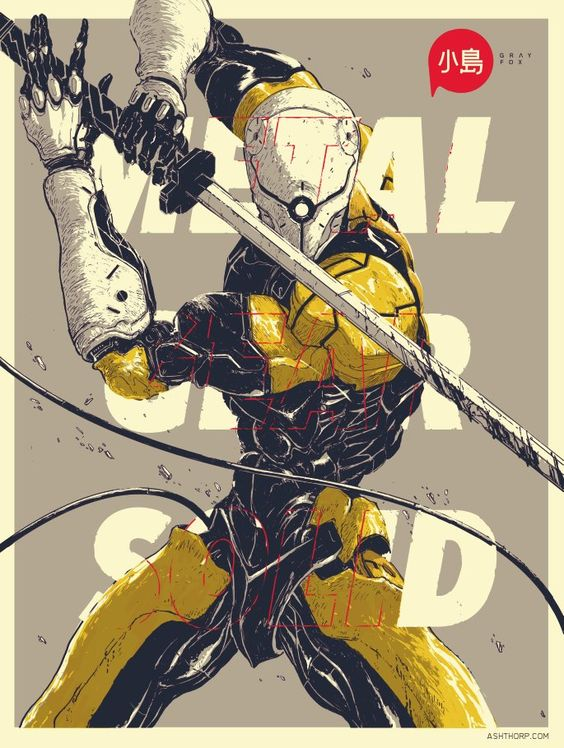 小島
GRAY
FOX
METAL
GEAR
SOLID
ASHTHORP.COM